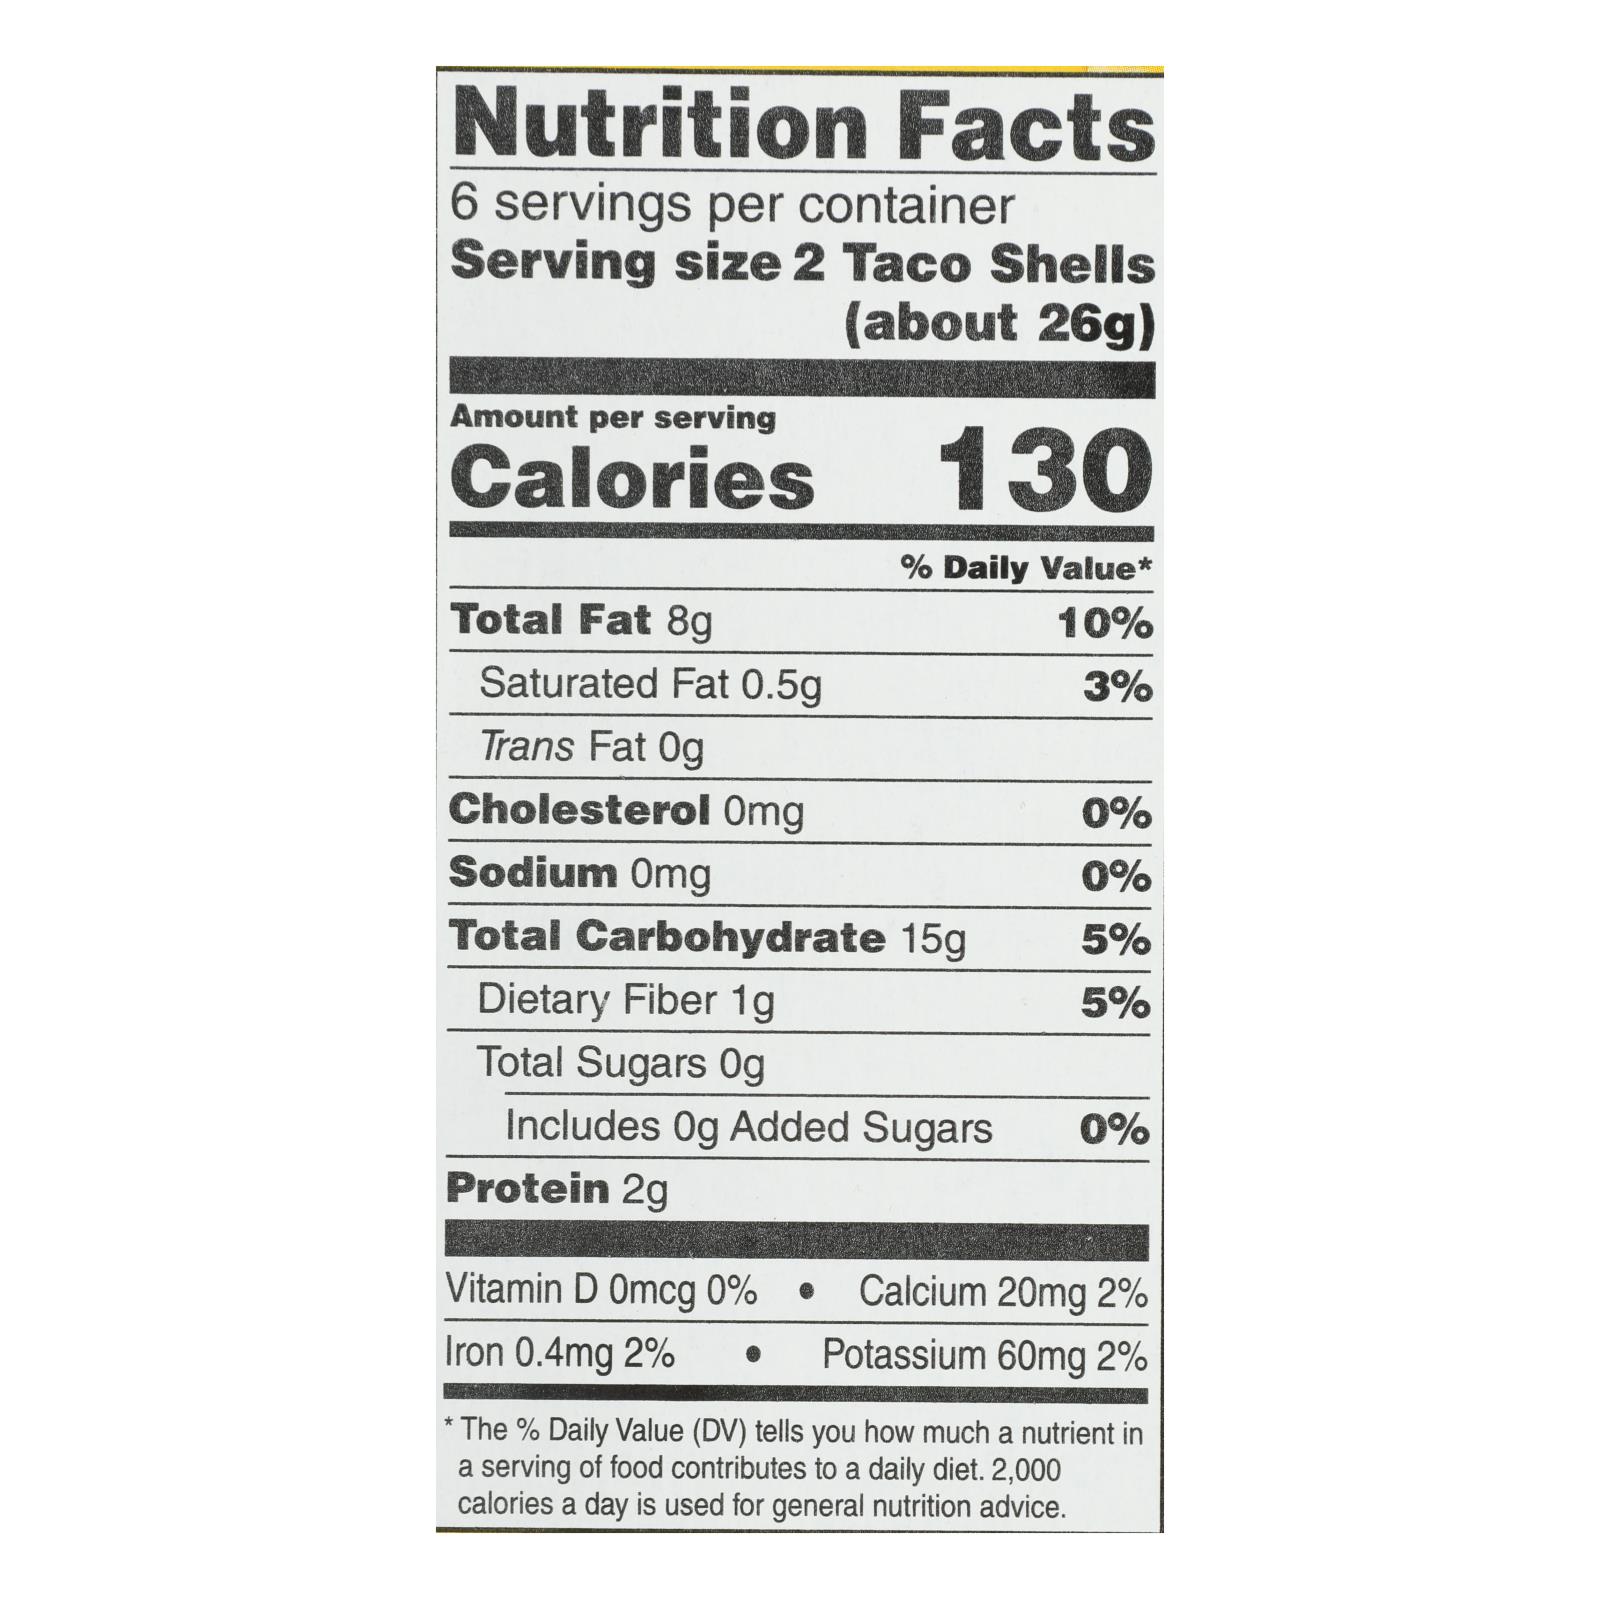 Nutrition Facts
6 servings per container
Serving size 2 Taco Shells
(about 26g)
Amount per serving
Calories 130
% Daily Value*
Total Fat 8g 10%
Saturated Fat 0.5g 3%
Trans Fat 0g
Cholesterol 0mg 0%
Sodium 0mg 0%
Total Carbohydrate 15g 5%
Dietary Fiber 1g 5%
Total Sugars 0g
Includes 0g Added Sugars 0%
Protein 2g
Vitamin D 0mcg 0% • Calcium 20mg 2%
Iron 0.4mg 2% • Potassium 60mg 2%
* The % Daily Value (DV) tells you how much a nutrient in
a serving of food contributes to a daily diet. 2,000
calories a day is used for general nutrition advice.